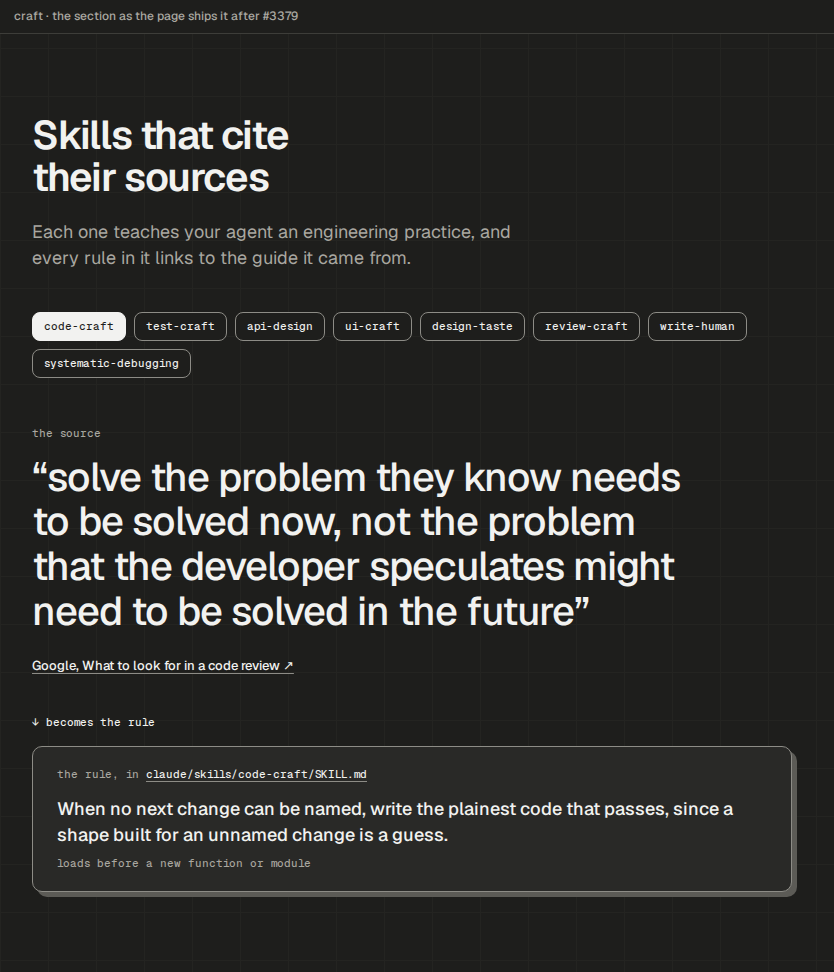 craft · the section as the page ships it after #3379
Skills that cite
their sources
Each one teaches your agent an engineering practice, and
every rule in it links to the guide it came from.
code-craft test-craft api-design ui-craft design-taste review-craft write-human
systematic-debugging
the source
“solve the problem they know needs
to be solved now, not the problem
that the developer speculates might
need to be solved in the future”
Google, What to look for in a code review ↗
↓ becomes the rule
the rule, in claude/skills/code-craft/SKILL.md
When no next change can be named, write the plainest code that passes, since a
shape built for an unnamed change is a guess.
loads before a new function or module